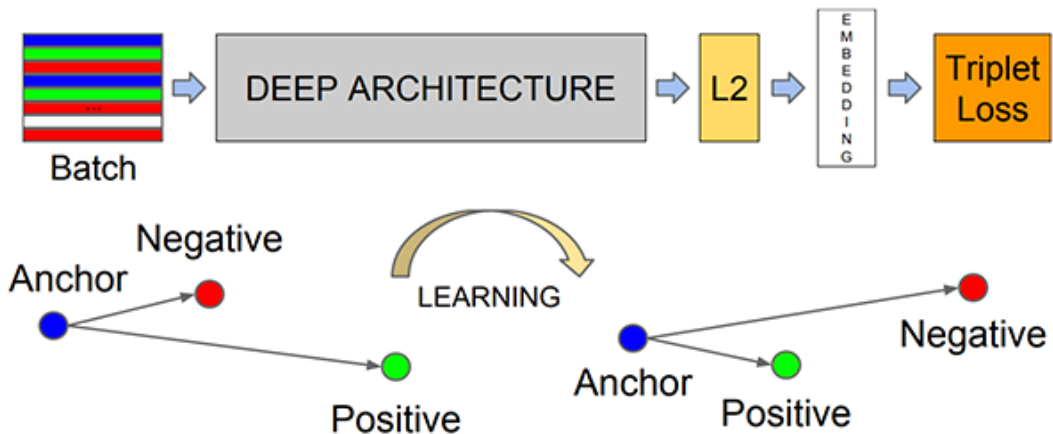 ...
Batch
DEEP ARCHITECTURE
L2
EMBEDDING
Triplet
Loss
Negative
Anchor
Positive
LEARNING
Negative
Anchor
Positive